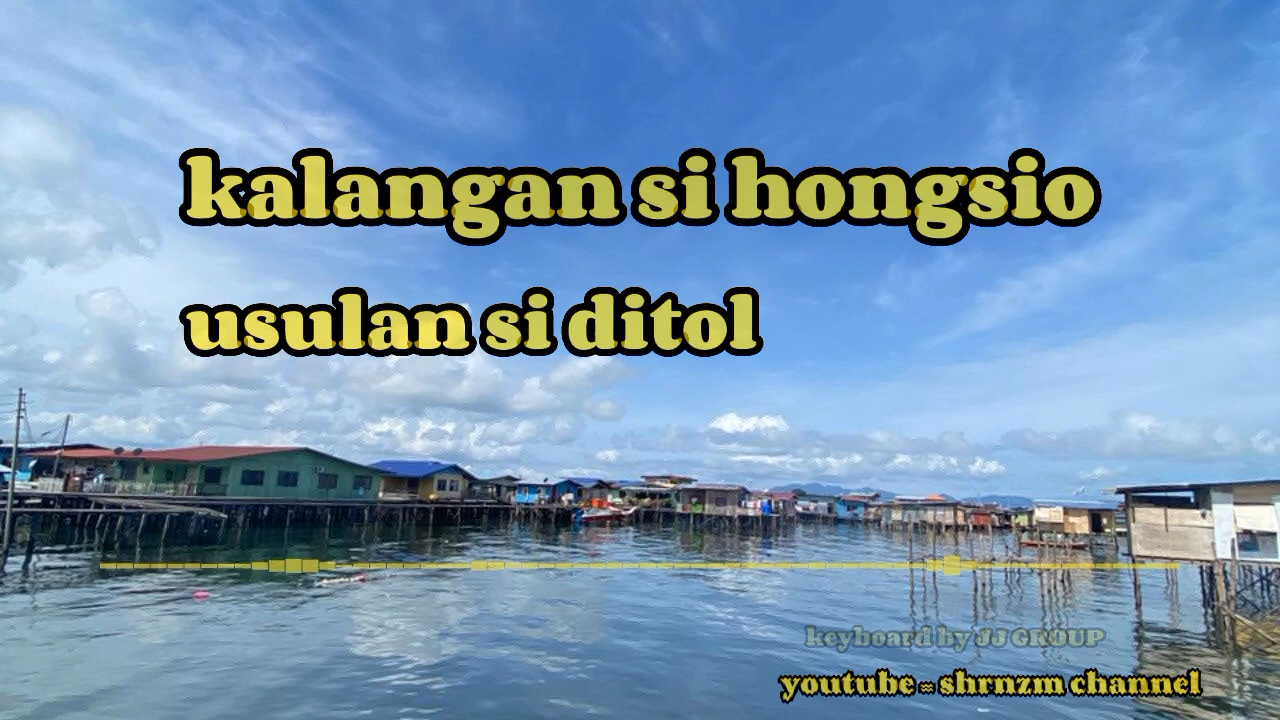 kalangan si hongsio
usulan si ditol
keyboard by JJ GROUP
youtube = shrnzm channel